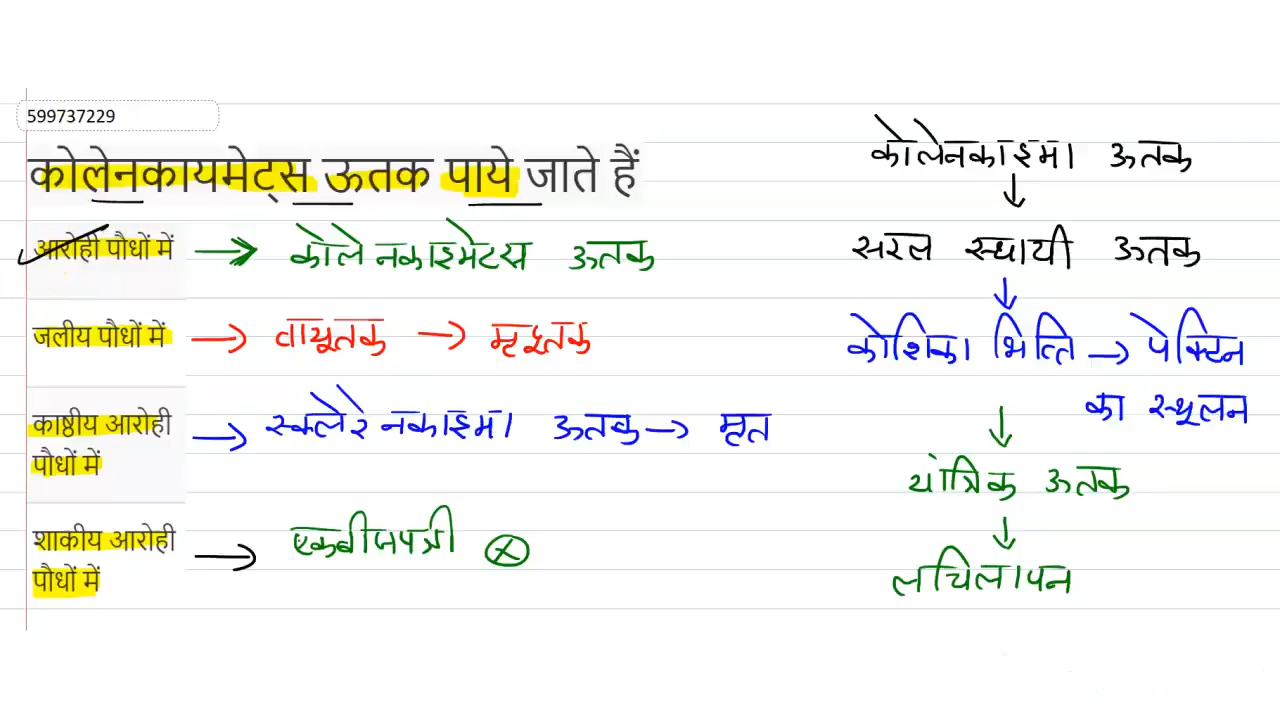 599737229
कोलेनकायमेट्स ऊतक पाये जाते हैं
आरोही पौधों में → कोलेनकाइमेटस ऊतक
जलीय पौधों में → वायूतक → मृदूतक
काष्ठीय आरोही पौधों में → स्क्लेरेनकाइमा ऊतक → मृत
शाकीय आरोही पौधों में → एकबीजपत्री ⊗
कोलेनकाइमा ऊतक
↓
सरल स्थायी ऊतक
↓
कोशिका भित्ति → पेक्टिन
का स्थूलन
↓
यांत्रिक ऊतक
↓
लचिलापन